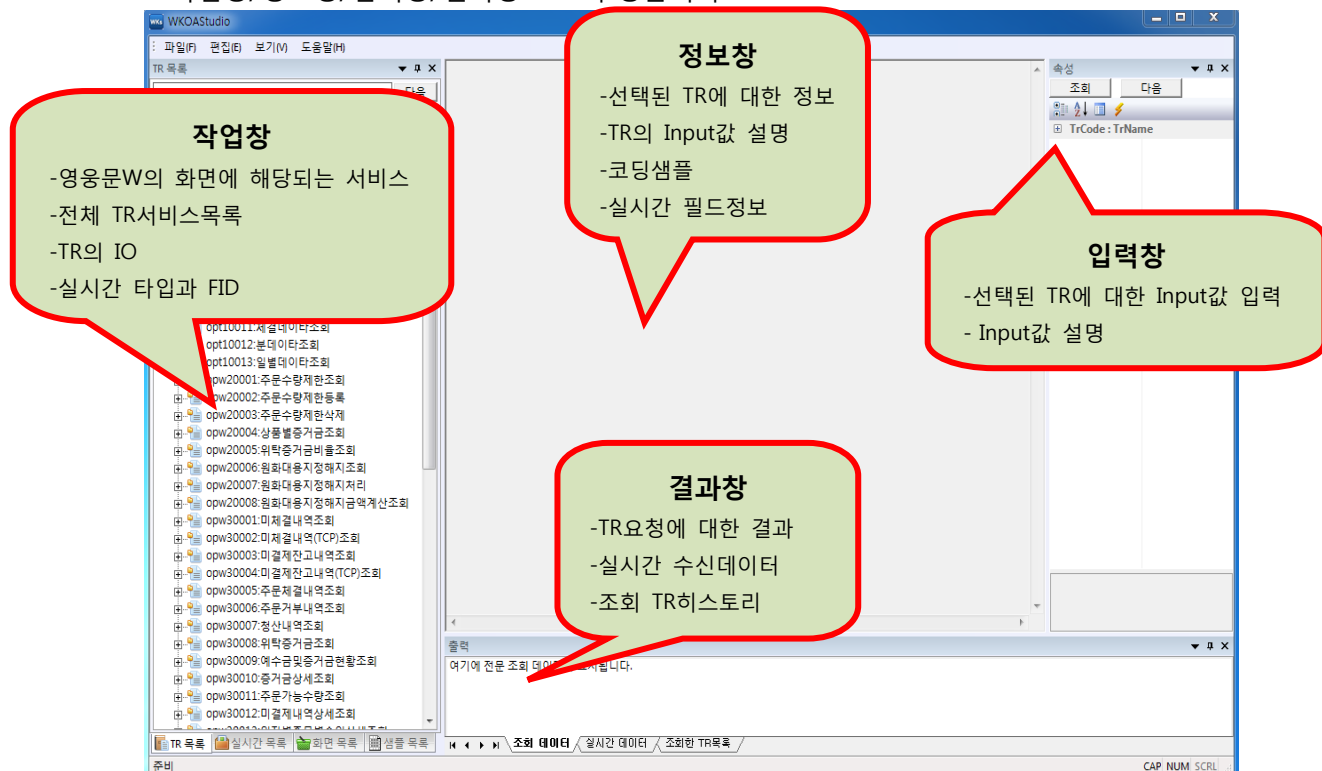 WKOAStudio
파일(F) 편집(E) 보기(V) 도움말(H)
TR 목록
다음
작업창
-영웅문W의 화면에 해당되는 서비스
-전체 TR서비스목록
-TR의 IO
-실시간 타입과 FID
opt10011:체결데이타조회
opt10012:분데이타조회
opt10013:일별데이타조회
opw20001:주문수량제한조회
opw20002:주문수량제한등록
opw20003:주문수량제한삭제
opw20004:상품별증거금조회
opw20005:위탁증거금비율조회
opw20006:원화대용지정해지조회
opw20007:원화대용지정해지처리
opw20008:원화대용지정해지금액계산조회
opw30001:미체결내역조회
opw30002:미체결내역(TCP)조회
opw30003:미결제잔고내역조회
opw30004:미결제잔고내역(TCP)조회
opw30005:주문체결내역조회
opw30006:주문거부내역조회
opw30007:청산내역조회
opw30008:위탁증거금조회
opw30009:예수금및증거금현황조회
opw30010:증거금상세조회
opw30011:주문가능수량조회
opw30012:미결제내역상세조회
TR 목록 실시간 목록 화면 목록 샘플 목록
준비
정보창
-선택된 TR에 대한 정보
-TR의 Input값 설명
-코딩샘플
-실시간 필드정보
속성
조회 다음
TrCode : TrName
입력창
-선택된 TR에 대한 Input값 입력
- Input값 설명
결과창
-TR요청에 대한 결과
-실시간 수신데이터
-조회 TR히스토리
출력
여기에 전문 조회
조회 데이터 실시간 데이터 조회한 TR목록
CAP NUM SCRL